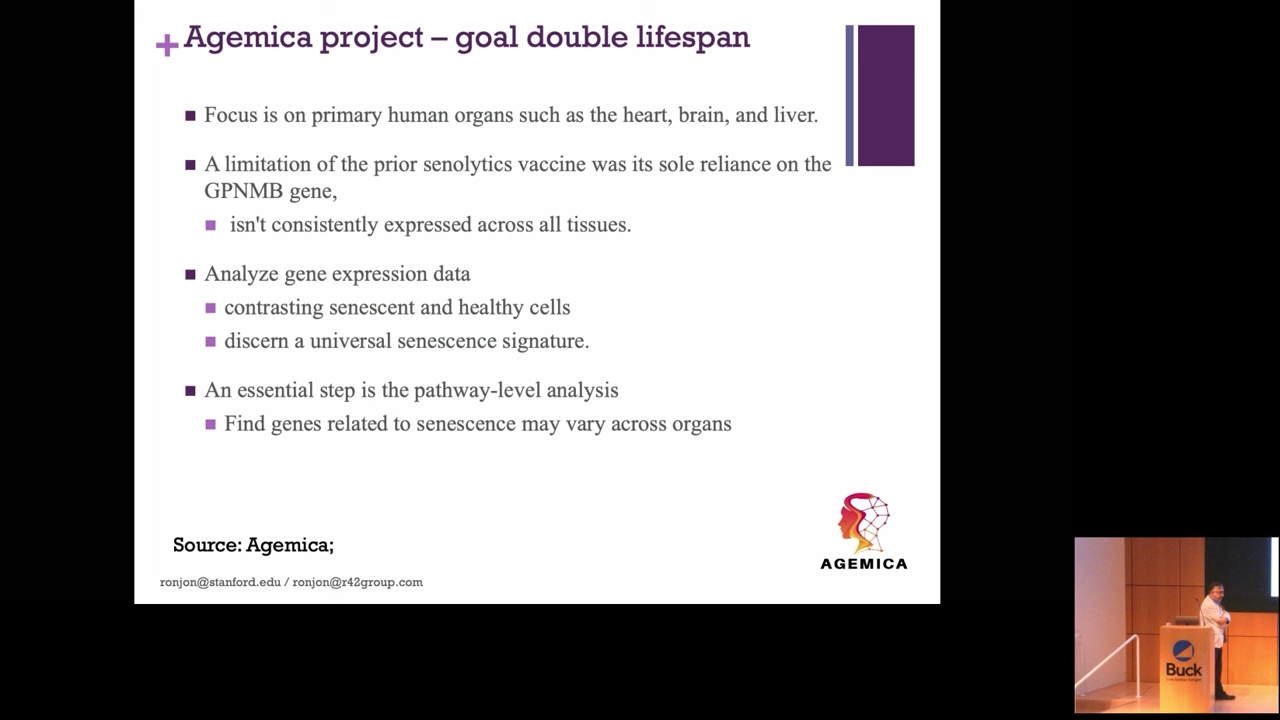 Agemica project – goal double lifespan
Focus is on primary human organs such as the heart, brain, and liver.
A limitation of the prior senolytics vaccine was its sole reliance on the
GPNMB gene,
isn't consistently expressed across all tissues.
Analyze gene expression data
contrasting senescent and healthy cells
discern a universal senescence signature.
An essential step is the pathway-level analysis
Find genes related to senescence may vary across organs
AGEMICA
Source: Agemica;
ronjon@stanford.edu / ronjon@r42group.com
Buck